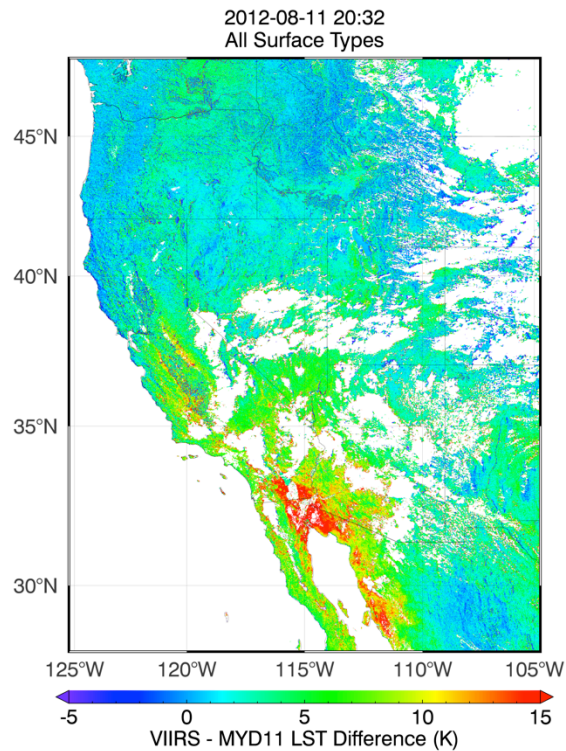 2012-08-11 20:32
All Surface Types
45°N
40°N
35°N
30°N
125°W 120°W 115°W 110°W 105°W
-5 0 5 10 15
VIIRS - MYD11 LST Difference (K)